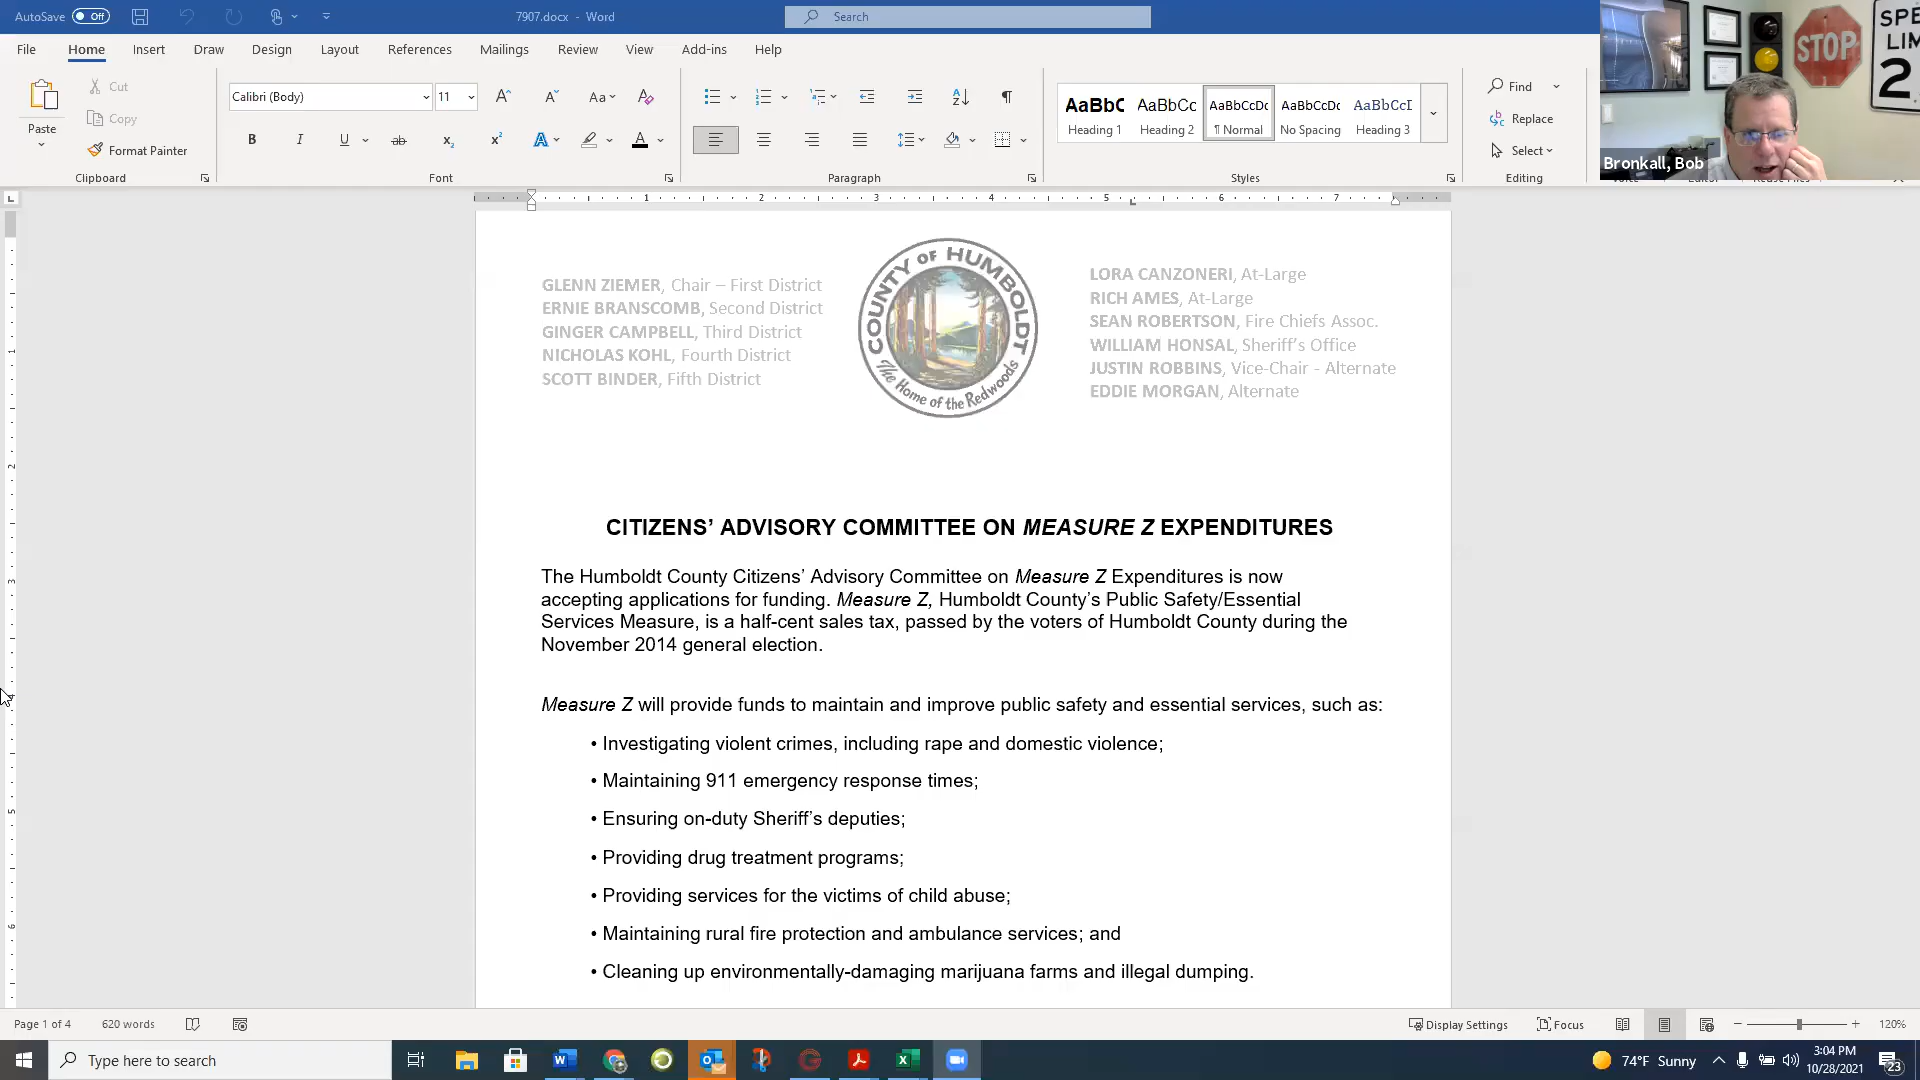 AutoSave Off
7907.docx - Word
Search
File Home Insert Draw Design Layout References Mailings Review View Add-ins Help
Paste
Cut
Copy
Format Painter
Clipboard
Calibri (Body) 11
Font
Paragraph
AaBbC AaBbCc AaBbCcDc AaBbCcDc AaBbCcI
Heading 1 Heading 2 ¶ Normal No Spacing Heading 3
Styles
Find
Replace
Select
Editing
STOP
SPE
LIM
2
Bronkall, Bob
GLENN ZIEMER, Chair – First District
ERNIE BRANSCOMB, Second District
GINGER CAMPBELL, Third District
NICHOLAS KOHL, Fourth District
SCOTT BINDER, Fifth District
COUNTY OF HUMBOLDT
The Home of the Redwoods
LORA CANZONERI, At-Large
RICH AMES, At-Large
SEAN ROBERTSON, Fire Chiefs Assoc.
WILLIAM HONSAL, Sheriff’s Office
JUSTIN ROBBINS, Vice-Chair - Alternate
EDDIE MORGAN, Alternate
CITIZENS’ ADVISORY COMMITTEE ON MEASURE Z EXPENDITURES
The Humboldt County Citizens’ Advisory Committee on Measure Z Expenditures is now
accepting applications for funding. Measure Z, Humboldt County’s Public Safety/Essential
Services Measure, is a half-cent sales tax, passed by the voters of Humboldt County during the
November 2014 general election.
Measure Z will provide funds to maintain and improve public safety and essential services, such as:
• Investigating violent crimes, including rape and domestic violence;
• Maintaining 911 emergency response times;
• Ensuring on-duty Sheriff’s deputies;
• Providing drug treatment programs;
• Providing services for the victims of child abuse;
• Maintaining rural fire protection and ambulance services; and
• Cleaning up environmentally-damaging marijuana farms and illegal dumping.
Page 1 of 4 620 words
Display Settings Focus 120%
Type here to search
74°F Sunny
3:04 PM
10/28/2021
23